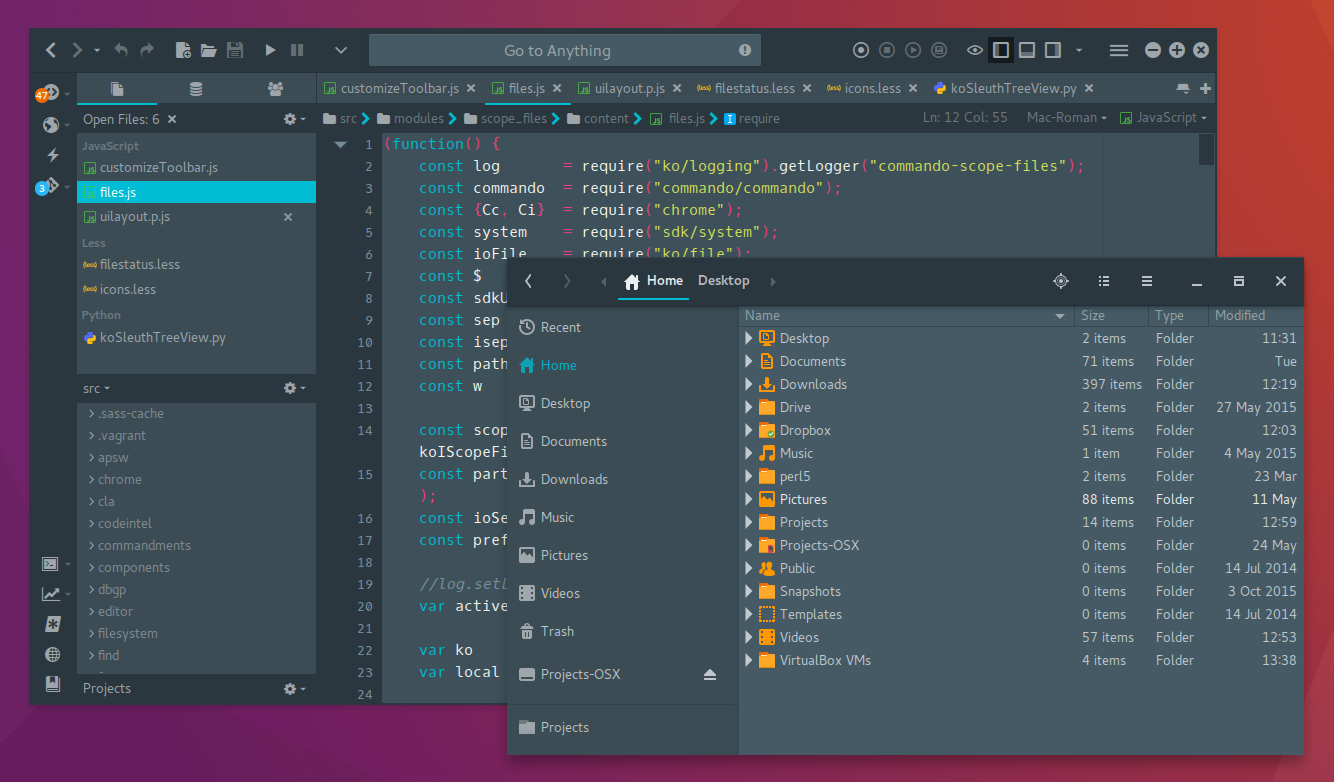 Go to Anything
47
3
Open Files: 6
JavaScript
customizeToolbar.js
files.js
uilayout.p.js
Less
filestatus.less
icons.less
Python
koSleuthTreeView.py
src
.sass-cache
.vagrant
apsw
chrome
cla
codeintel
commandments
components
dbgp
editor
filesystem
find
Projects
customizeToolbar.js files.js uilayout.p.js filestatus.less icons.less koSleuthTreeView.py
src modules scope_files content files.js require Ln: 12 Col: 55 Mac-Roman JavaScript
1 (function() {
2 const log = require("ko/logging").getLogger("commando-scope-files");
3 const commando = require("commando/commando");
4 const {Cc, Ci} = require("chrome");
5 const system = require("sdk/system");
6 const ioFile = require("ko/file");
7 const $
8 const sdkU
9 const sep
10 const isep
11 const path
12 const w
13
14 const scop
koIScopeFi
15 const part
);
16 const ioSe
17 const pref
18
19 //log.setL
20 var active
21
22 var ko
23 var local
24
Home Desktop
Recent
Home
Desktop
Documents
Downloads
Music
Pictures
Videos
Trash
Projects-OSX
Projects
Name Size Type Modified
Desktop 2 items Folder 11:31
Documents 71 items Folder Tue
Downloads 397 items Folder 12:19
Drive 2 items Folder 27 May 2015
Dropbox 51 items Folder 12:03
Music 1 item Folder 4 May 2015
perl5 2 items Folder 23 Mar
Pictures 88 items Folder 11 May
Projects 14 items Folder 12:59
Projects-OSX 0 items Folder 24 May
Public 0 items Folder 14 Jul 2014
Snapshots 0 items Folder 3 Oct 2015
Templates 0 items Folder 14 Jul 2014
Videos 57 items Folder 12:53
VirtualBox VMs 4 items Folder 13:38